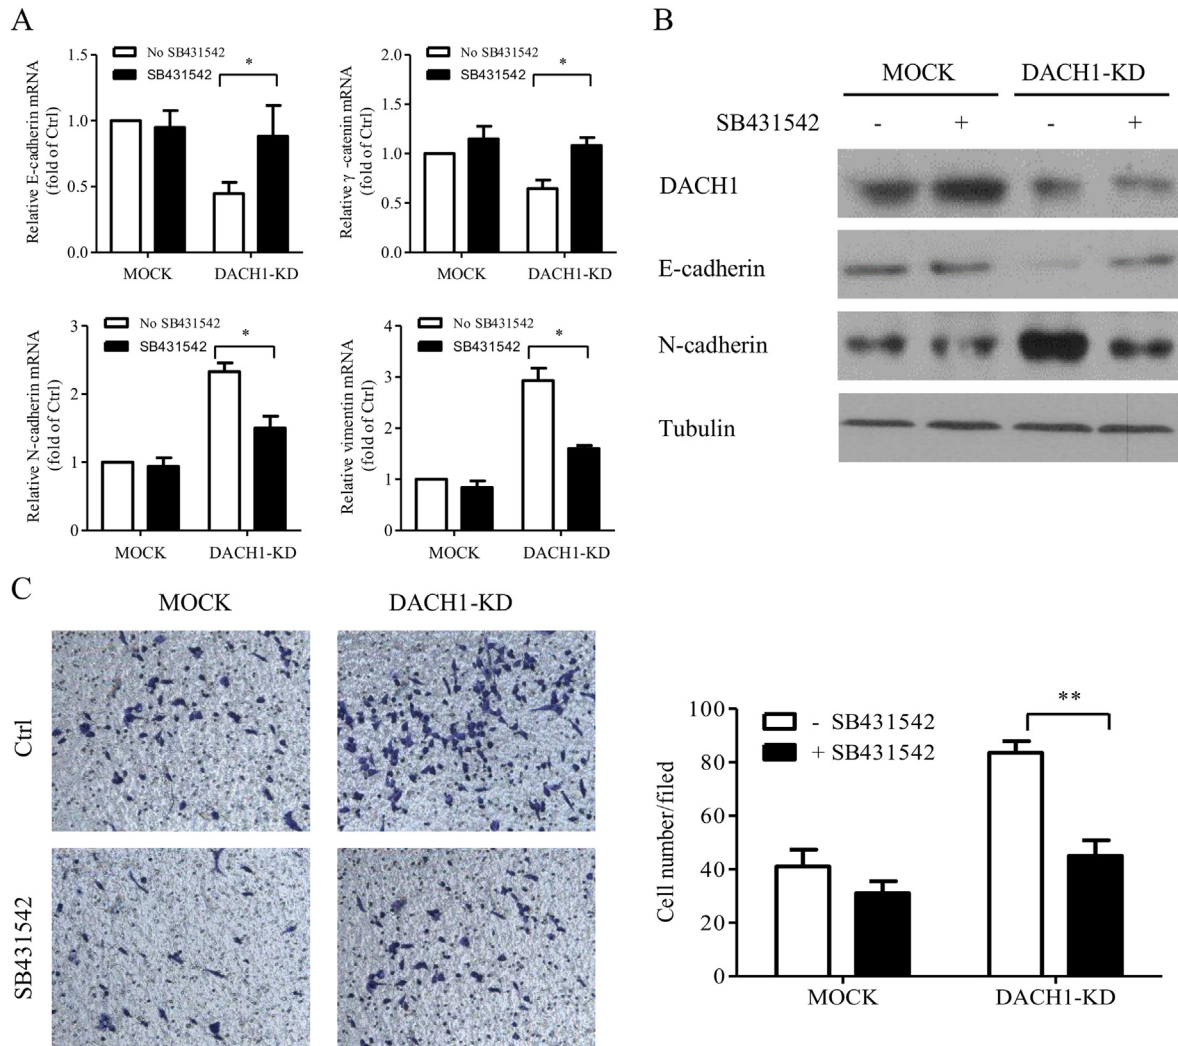 A
No SB431542
SB431542
*
Relative E-cadherin mRNA
(fold of Ctrl)
1.5
1.0
0.5
0.0
MOCK
DACH1-KD
No SB431542
SB431542
*
Relative γ -catenin mRNA
(fold of Ctrl)
2.0
1.5
1.0
0.5
0.0
MOCK
DACH1-KD
No SB431542
SB431542
*
Relative N-cadherin mRNA
(fold of Ctrl)
3
2
1
0
MOCK
DACH1-KD
No SB431542
SB431542
*
Relative vimentin mRNA
(fold of Ctrl)
4
3
2
1
0
MOCK
DACH1-KD
B
MOCK DACH1-KD
SB431542 - + - +
DACH1
E-cadherin
N-cadherin
Tubulin
C
MOCK DACH1-KD
Ctrl
SB431542
- SB431542
+ SB431542
**
Cell number/filed
100
80
60
40
20
0
MOCK
DACH1-KD